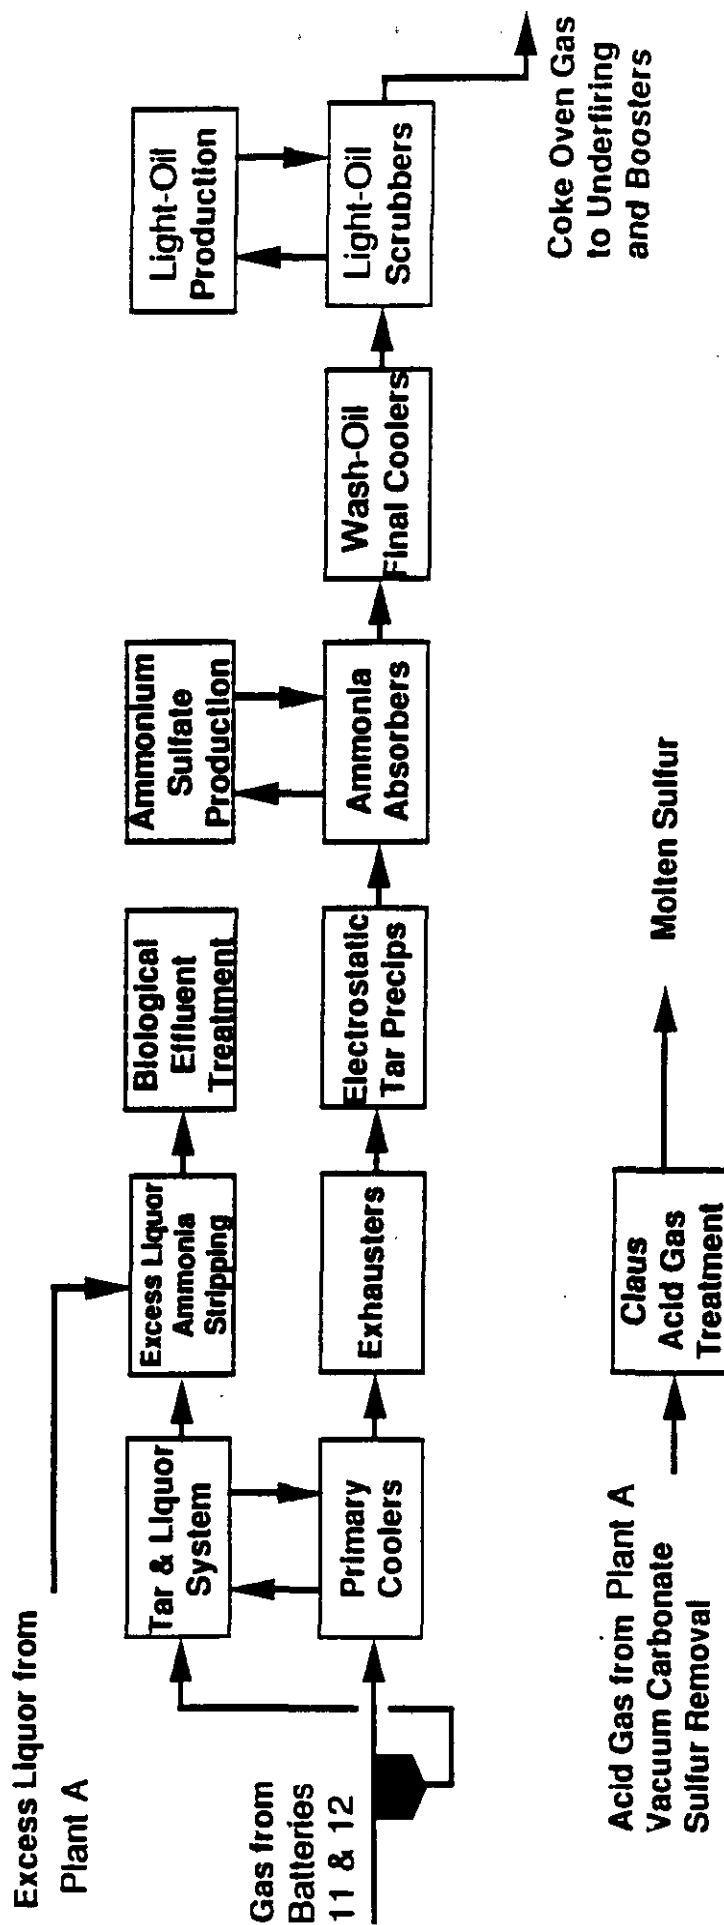 Excess Liquor from
Plant A
Tar & Liquor
System
Excess Liquor
Ammonia
Stripping
Biological
Effluent
Treatment
Ammonium
Sulfate
Production
Light-Oil
Production
Gas from
Batteries
11 & 12
Primary
Coolers
Exhausters
Electrostatic
Tar Precips
Ammonia
Absorbers
Wash-Oil
Final Coolers
Light-Oil
Scrubbers
Coke Oven Gas
to Underfiring
and Boosters
Acid Gas from Plant A
Vacuum Carbonate
Sulfur Removal
Claus
Acid Gas
Treatment
Molten Sulfur